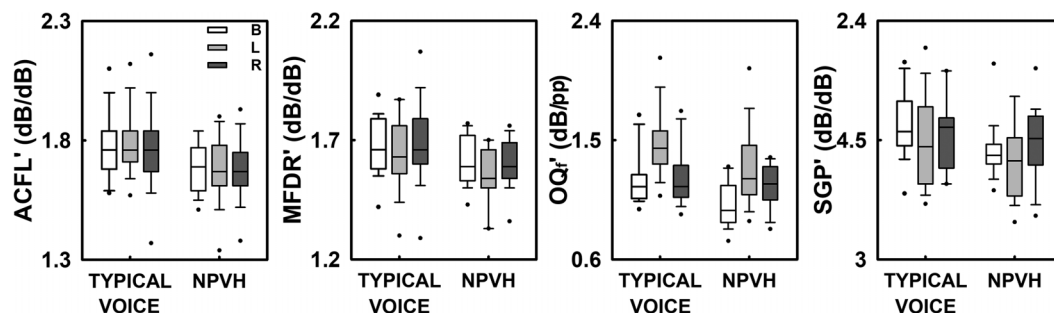 ACFL' (dB/dB)
2.3
1.8
1.3
B
L
R
TYPICAL
VOICE
NPVH
MFDR' (dB/dB)
2.2
1.7
1.2
TYPICAL
VOICE
NPVH
OQf' (dB/pp)
2.4
1.5
0.6
TYPICAL
VOICE
NPVH
SGP' (dB/dB)
2.4
4.5
3
TYPICAL
VOICE
NPVH